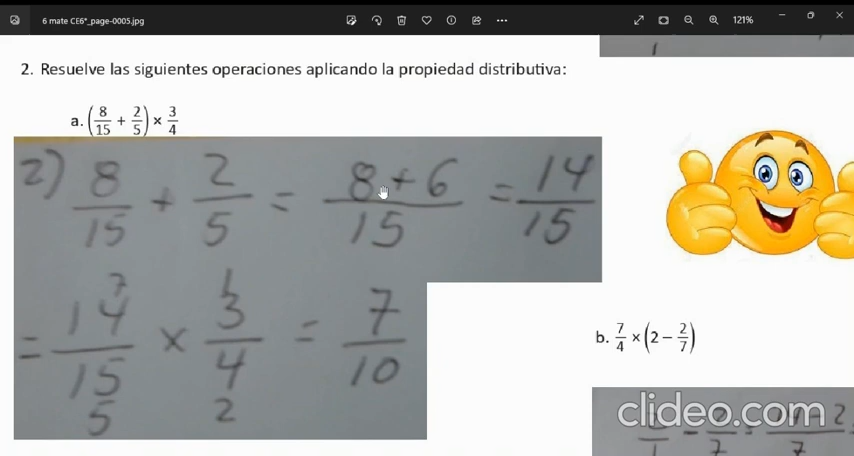 6 mate CE6*_page-0005.jpg
121%
2. Resuelve las siguientes operaciones aplicando la propiedad distributiva:
a. (8/15 + 2/5) × 3/4
2) 8/15 + 2/5 = 8+6/15 = 14/15
= 14/15 × 3/4 = 7/10
7 1
5 2
b. 7/4 × (2 − 2/7)
clideo.com